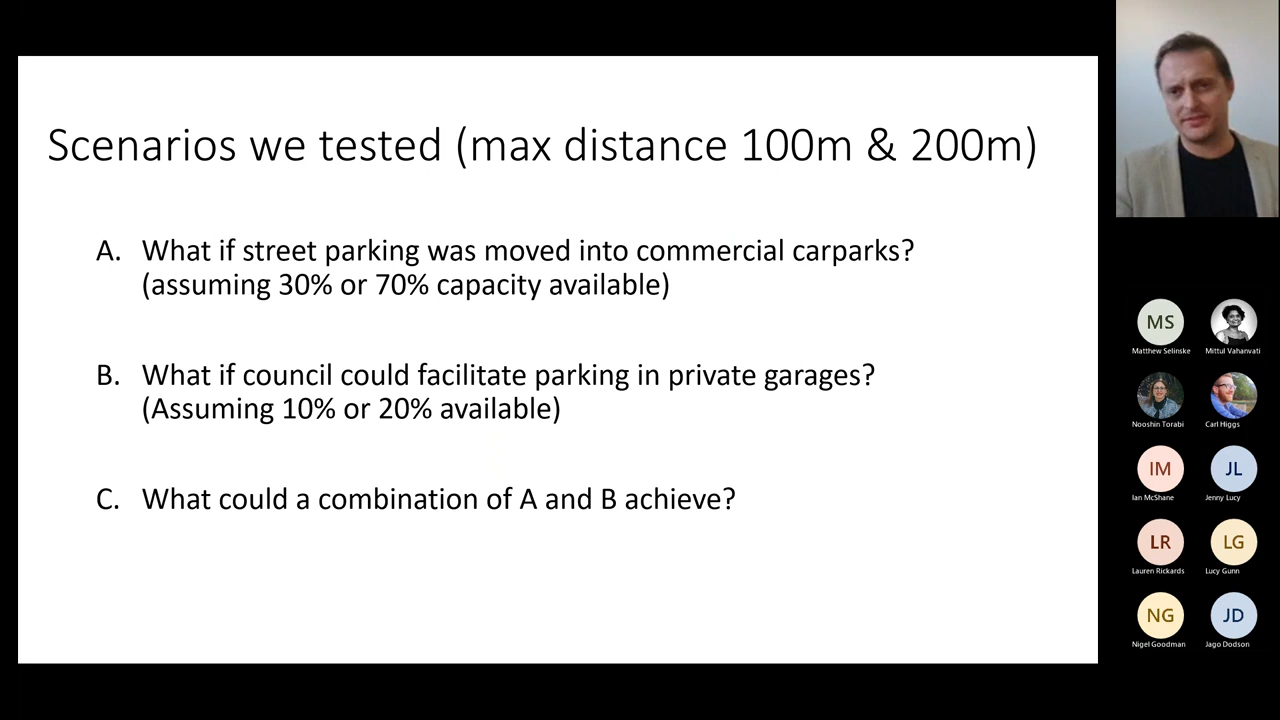 Scenarios we tested (max distance 100m & 200m)
A. What if street parking was moved into commercial carparks?
(assuming 30% or 70% capacity available)
B. What if council could facilitate parking in private garages?
(Assuming 10% or 20% available)
C. What could a combination of A and B achieve?
MS
Matthew Selinske
Mittul Vahanvati
Nooshin Torabi
Carl Higgs
IM
JL
Ian McShane
Jenny Lucy
LR
LG
Lauren Rickards
Lucy Gunn
NG
JD
Nigel Goodman
Jago Dodson